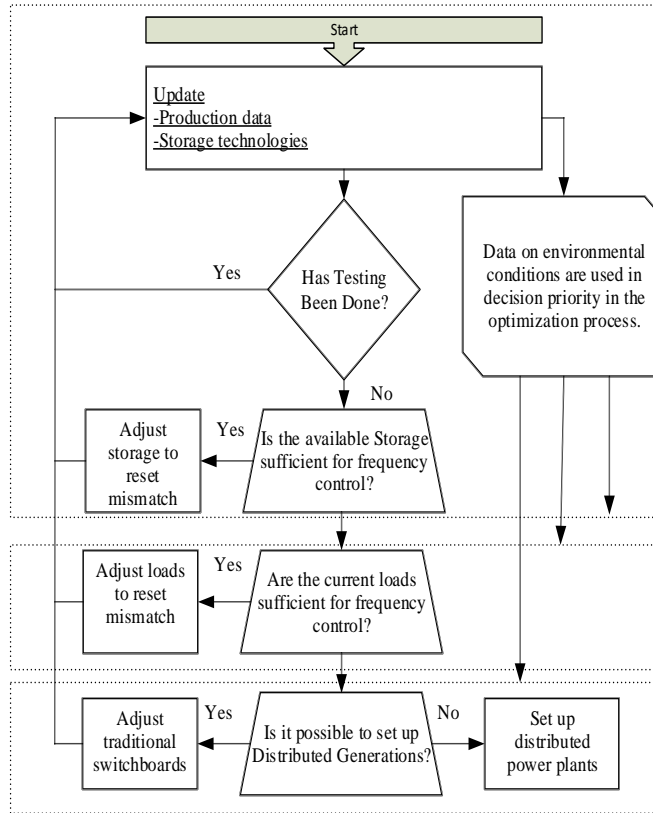 Start
Update
-Production data
-Storage technologies
Yes
Has Testing
Been Done?
Data on environmental
conditions are used in
decision priority in the
optimization process.
No
Adjust
storage to
reset
mismatch
Yes
Is the available Storage
sufficient for frequency
control?
Adjust loads
to reset
mismatch
Yes
Are the current loads
sufficient for frequency
control?
Adjust
traditional
switchboards
Yes
Is it possible to set up
Distributed Generations?
No
Set up
distributed
power plants